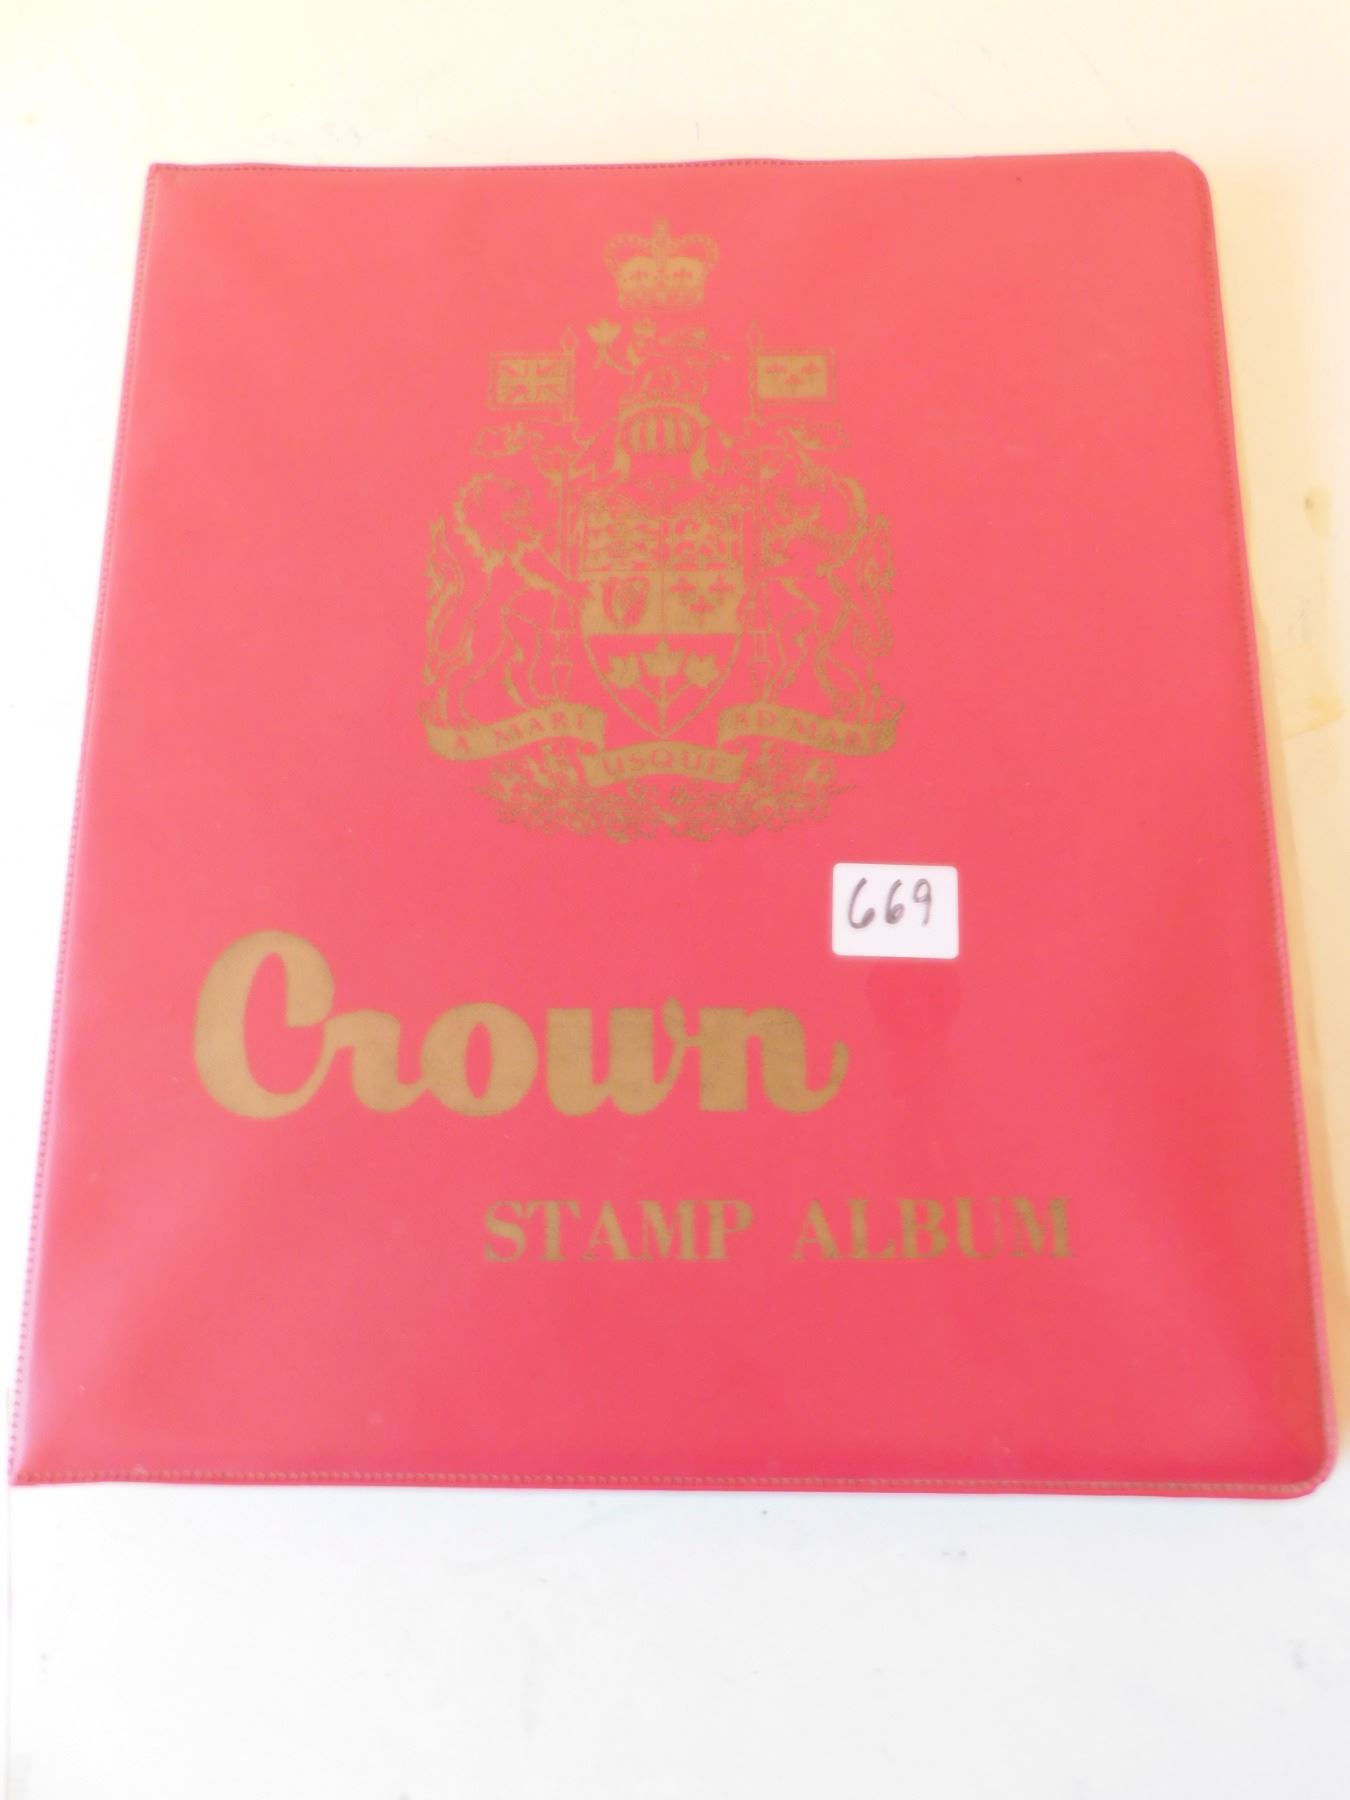 A MARI USQUE AD MARE
669
Crown
STAMP ALBUM